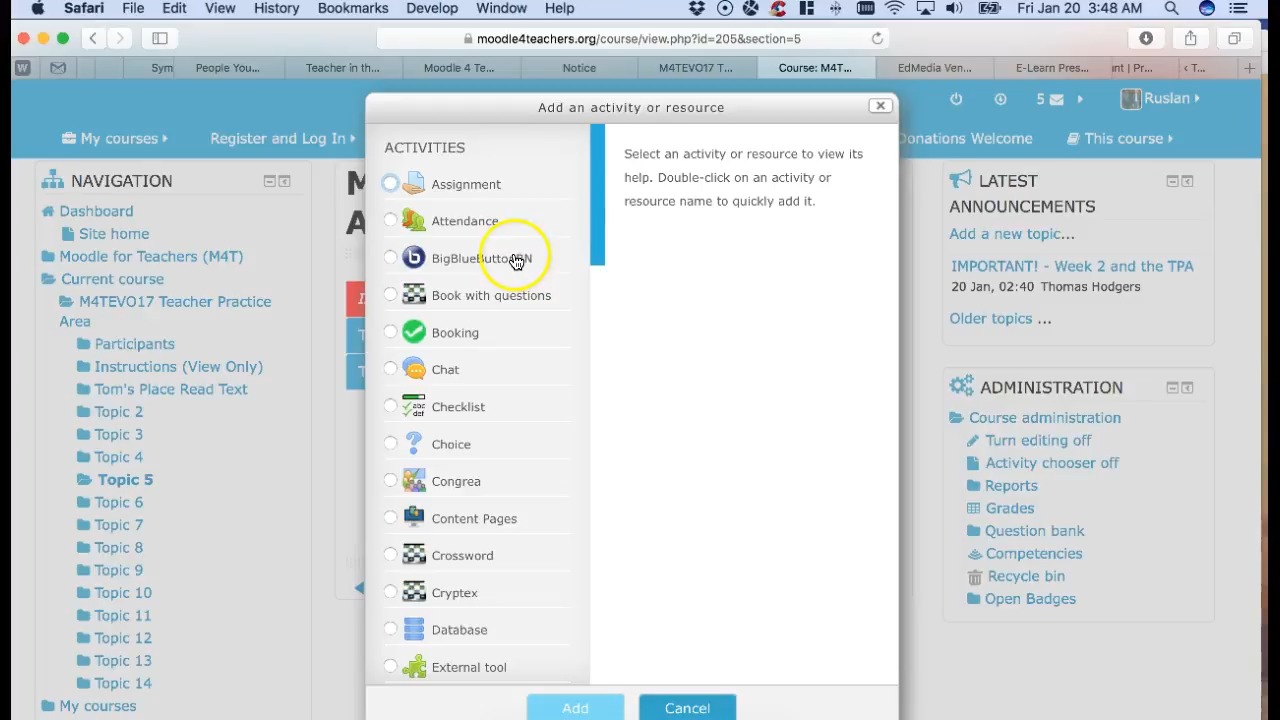 Safari File Edit View History Bookmarks Develop Window Help Fri Jan 20 3:48 AM
moodle4teachers.org/course/view.php?id=205&section=5
W Sym People You... Teacher in th... Moodle 4 Te... Notice M4TEVO17 T... Course: M4T... EdMedia Ven... E-Learn Pres... nt | Pr... ‹ T...
5 Ruslan
My courses Register and Log In Donations Welcome This course
Add an activity or resource
ACTIVITIES
Assignment
Attendance
BigBlueButtonBN
Book with questions
Booking
Chat
Checklist
Choice
Congrea
Content Pages
Crossword
Cryptex
Database
External tool
Select an activity or resource to view its
help. Double-click on an activity or
resource name to quickly add it.
Add Cancel
NAVIGATION
Dashboard
Site home
Moodle for Teachers (M4T)
Current course
M4TEVO17 Teacher Practice
Area
Participants
Instructions (View Only)
Tom's Place Read Text
Topic 2
Topic 3
Topic 4
Topic 5
Topic 6
Topic 7
Topic 8
Topic 9
Topic 10
Topic 11
Topic 12
Topic 13
Topic 14
My courses
LATEST
ANNOUNCEMENTS
Add a new topic...
IMPORTANT! - Week 2 and the TPA
20 Jan, 02:40 Thomas Hodgers
Older topics ...
ADMINISTRATION
Course administration
Turn editing off
Activity chooser off
Reports
Grades
Question bank
Competencies
Recycle bin
Open Badges